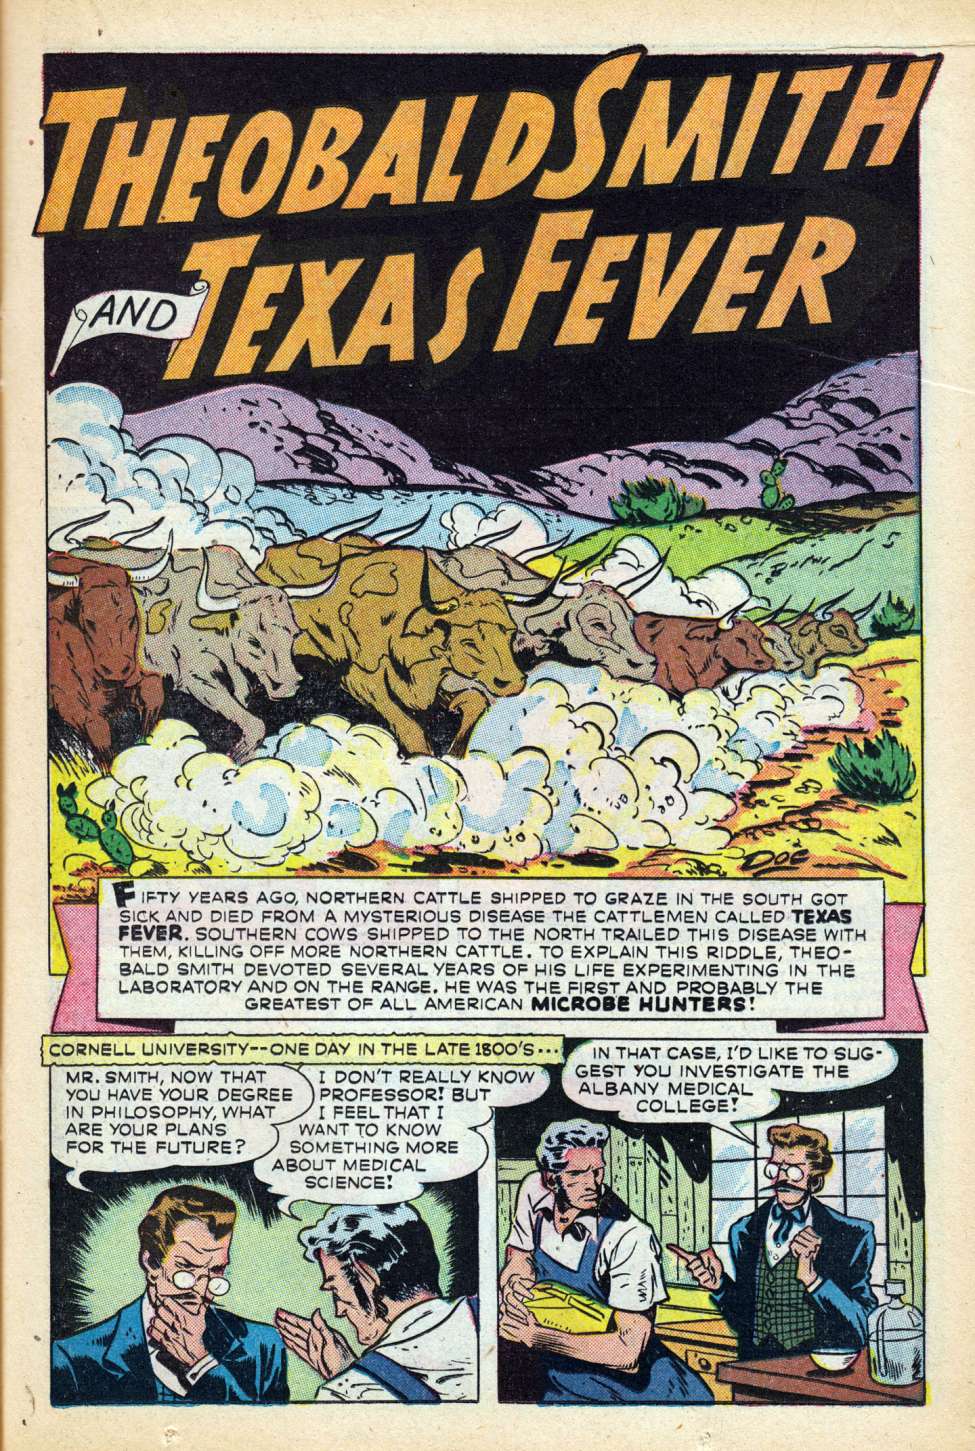 THEOBALD SMITH
AND TEXAS FEVER
DOE
FIFTY YEARS AGO, NORTHERN CATTLE SHIPPED TO GRAZE IN THE SOUTH GOT
SICK AND DIED FROM A MYSTERIOUS DISEASE THE CATTLEMEN CALLED TEXAS
FEVER. SOUTHERN COWS SHIPPED TO THE NORTH TRAILED THIS DISEASE WITH
THEM, KILLING OFF MORE NORTHERN CATTLE. TO EXPLAIN THIS RIDDLE, THEO-
BALD SMITH DEVOTED SEVERAL YEARS OF HIS LIFE EXPERIMENTING IN THE
LABORATORY AND ON THE RANGE. HE WAS THE FIRST AND PROBABLY THE
GREATEST OF ALL AMERICAN MICROBE HUNTERS!
CORNELL UNIVERSITY--ONE DAY IN THE LATE 1800'S...
MR. SMITH, NOW THAT
YOU HAVE YOUR DEGREE
IN PHILOSOPHY, WHAT
ARE YOUR PLANS
FOR THE FUTURE?
I DON'T REALLY KNOW
PROFESSOR! BUT
I FEEL THAT I
WANT TO KNOW
SOMETHING MORE
ABOUT MEDICAL
SCIENCE!
IN THAT CASE, I'D LIKE TO SUG-
GEST YOU INVESTIGATE THE
ALBANY MEDICAL
COLLEGE!